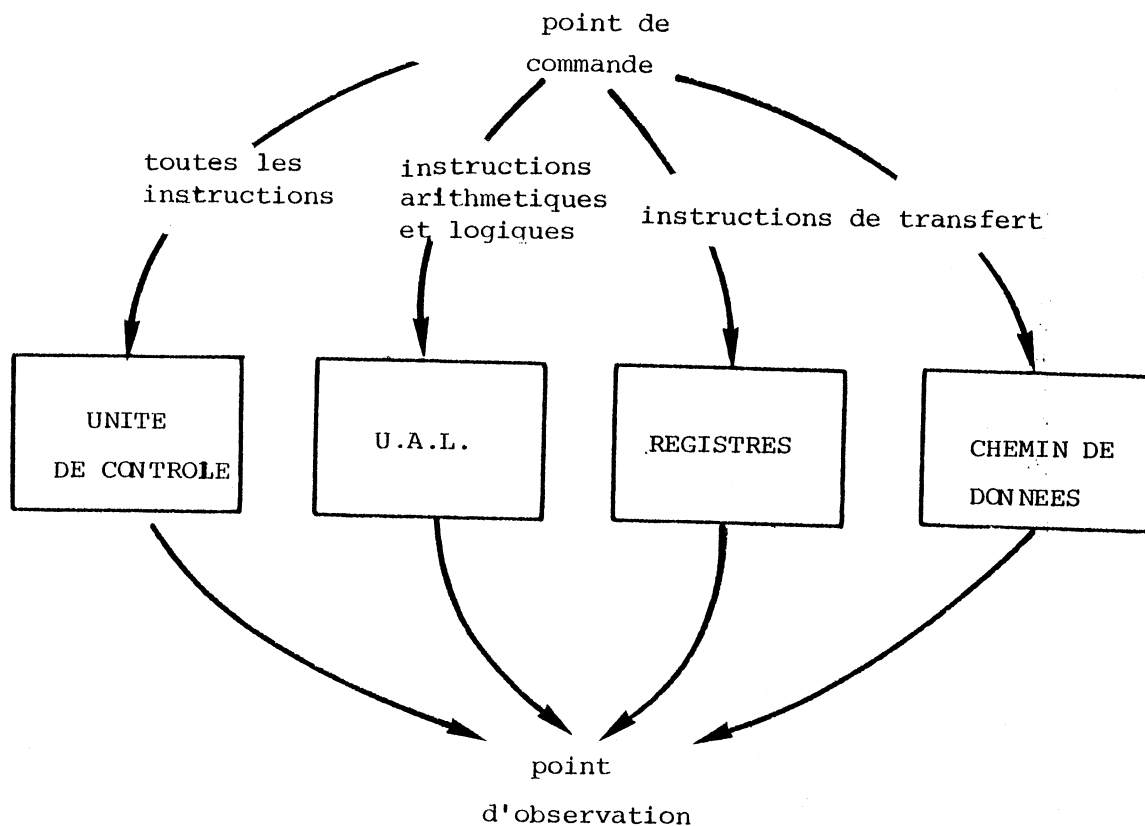 point de
commande
toutes les
instructions
instructions
arithmetiques
et logiques
instructions de transfert
UNITE
DE CONTROLE
U.A.L.
REGISTRES
CHEMIN DE
DONNEES
point
d'observation